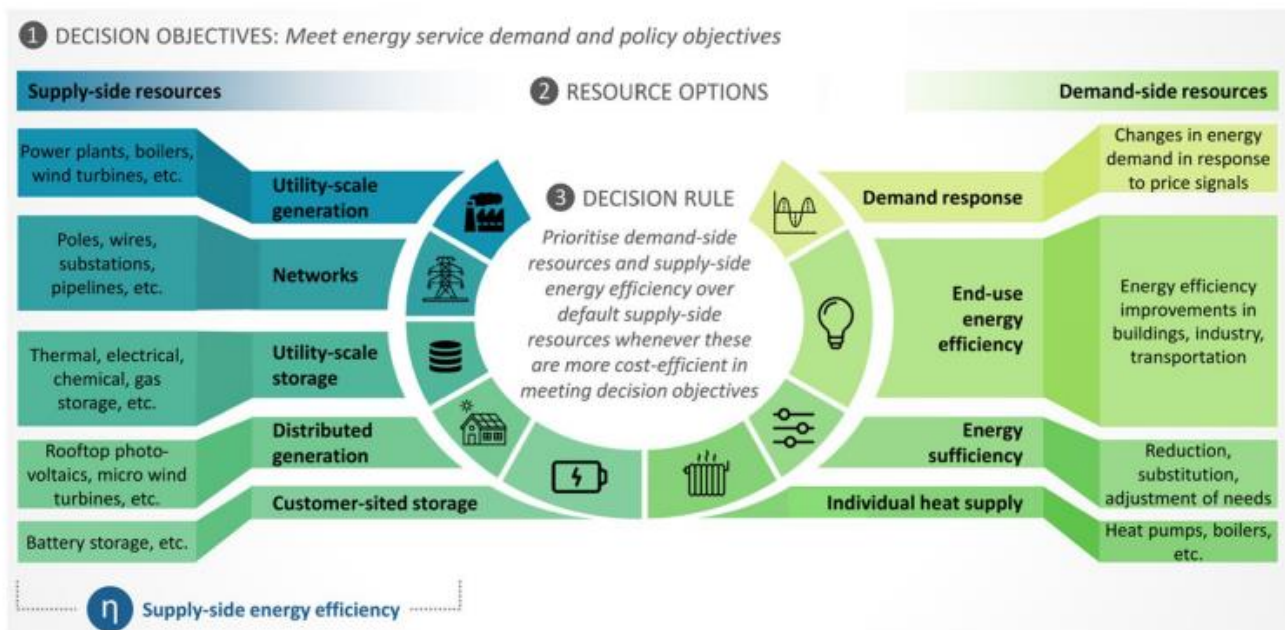 1 DECISION OBJECTIVES: Meet energy service demand and policy objectives
Supply-side resources
2 RESOURCE OPTIONS
Demand-side resources
Power plants, boilers,
wind turbines, etc.
Utility-scale
generation
Poles, wires,
substations,
pipelines, etc.
Networks
Thermal, electrical,
chemical, gas
storage, etc.
Utility-scale
storage
Rooftop photo-
voltaics, micro wind
turbines, etc.
Distributed
generation
Battery storage, etc.
Customer-sited storage
3 DECISION RULE
Prioritise demand-side
resources and supply-side
energy efficiency over
default supply-side
resources whenever these
are more cost-efficient in
meeting decision objectives
Demand response
Changes in energy
demand in response
to price signals
End-use
energy
efficiency
Energy efficiency
improvements in
buildings, industry,
transportation
Energy
sufficiency
Reduction,
substitution,
adjustment of needs
Individual heat supply
Heat pumps, boilers,
etc.
η Supply-side energy efficiency